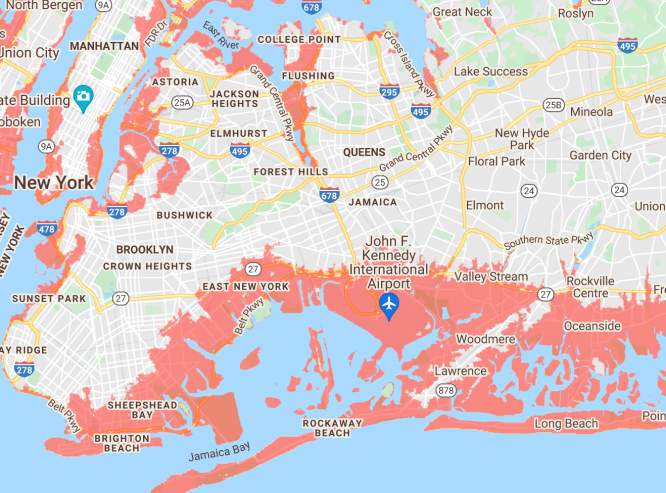 North Bergen
9A
678
Great Neck
Roslyn
Union City
MANHATTAN
FDR Dr
East River
COLLEGE POINT
Cross Island Pkwy
495
ASTORIA
FLUSHING
Lake Success
ate Building
25A
JACKSON
HEIGHTS
Grand Central Pkwy
295
495
25B
Mineola
Wes
oboken
9A
ELMHURST
278
495
QUEENS
Grand Central Pkwy
New Hyde
Park
Floral Park
Garden City
New York
FOREST HILLS
678
25
JAMAICA
24
24
278
BUSHWICK
Elmont
Union
478
RSEY
NEW YORK
BROOKLYN
CROWN HEIGHTS
John F.
Kennedy
International
Airport
Southern State Pkwy
27
EAST NEW YORK
Valley Stream
Rockville
Centre
Fre
SUNSET PARK
27
Belt Pkwy
27
Oceanside
AY RIDGE
278
Woodmere
Lawrence
878
Belt Pkwy
SHEEPSHEAD
BAY
BRIGHTON
BEACH
ROCKAWAY
BEACH
Long Beach
Poin
Jamaica Bay